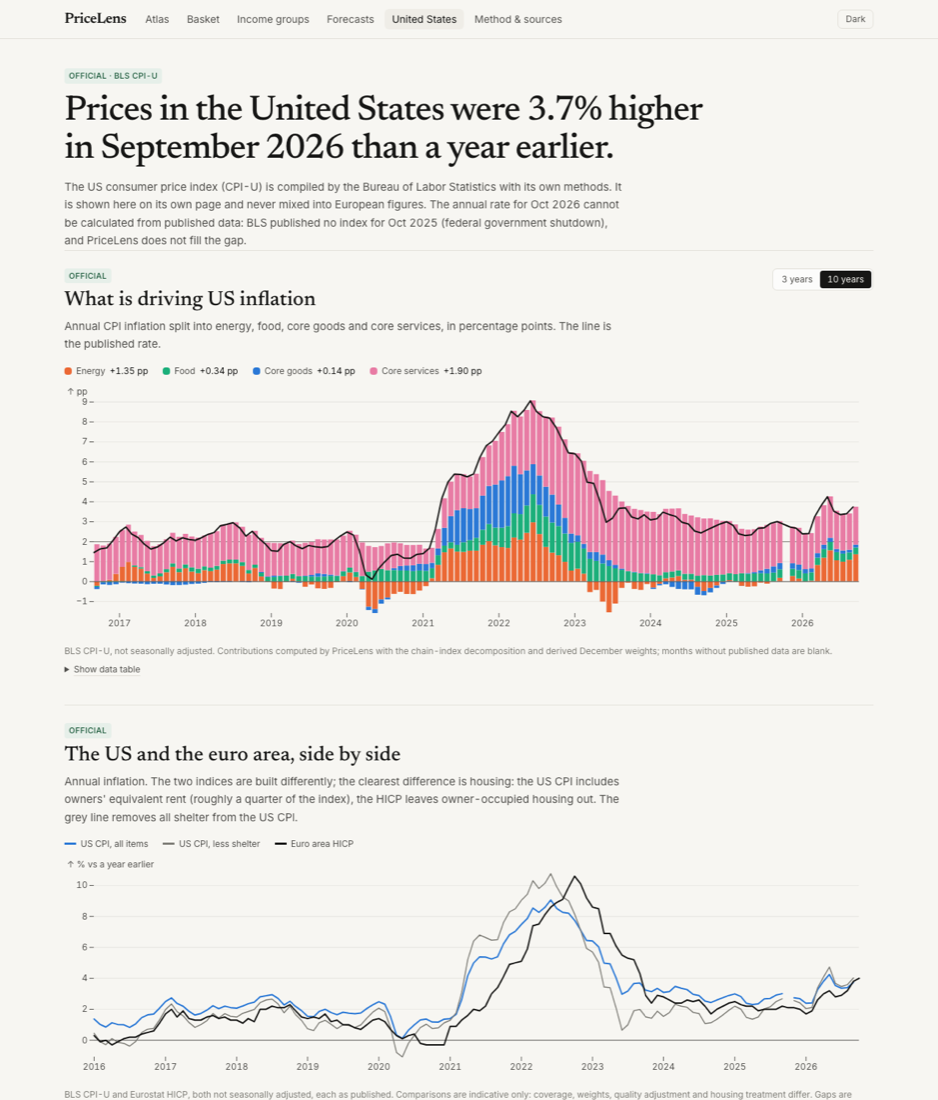 PriceLens Atlas Basket Income groups Forecasts United States Method & sources Dark
OFFICIAL · BLS CPI-U
Prices in the United States were 3.7% higher
in September 2026 than a year earlier.
The US consumer price index (CPI-U) is compiled by the Bureau of Labor Statistics with its own methods. It
is shown here on its own page and never mixed into European figures. The annual rate for Oct 2026 cannot
be calculated from published data: BLS published no index for Oct 2025 (federal government shutdown),
and PriceLens does not fill the gap.
OFFICIAL
3 years 10 years
What is driving US inflation
Annual CPI inflation split into energy, food, core goods and core services, in percentage points. The line is
the published rate.
Energy +1.35 pp Food +0.34 pp Core goods +0.14 pp Core services +1.90 pp
↑ pp
9
8
7
6
5
4
3
2
1
0
−1
2017 2018 2019 2020 2021 2022 2023 2024 2025 2026
BLS CPI-U, not seasonally adjusted. Contributions computed by PriceLens with the chain-index decomposition and derived December weights; months without published data are blank.
▶ Show data table
OFFICIAL
The US and the euro area, side by side
Annual inflation. The two indices are built differently; the clearest difference is housing: the US CPI includes
owners' equivalent rent (roughly a quarter of the index), the HICP leaves owner-occupied housing out. The
grey line removes all shelter from the US CPI.
US CPI, all items US CPI, less shelter Euro area HICP
↑ % vs a year earlier
10
8
6
4
2
0
2016 2017 2018 2019 2020 2021 2022 2023 2024 2025 2026
BLS CPI-U and Eurostat HICP, both not seasonally adjusted, each as published. Comparisons are indicative only: coverage, weights, quality adjustment and housing treatment differ. Gaps are